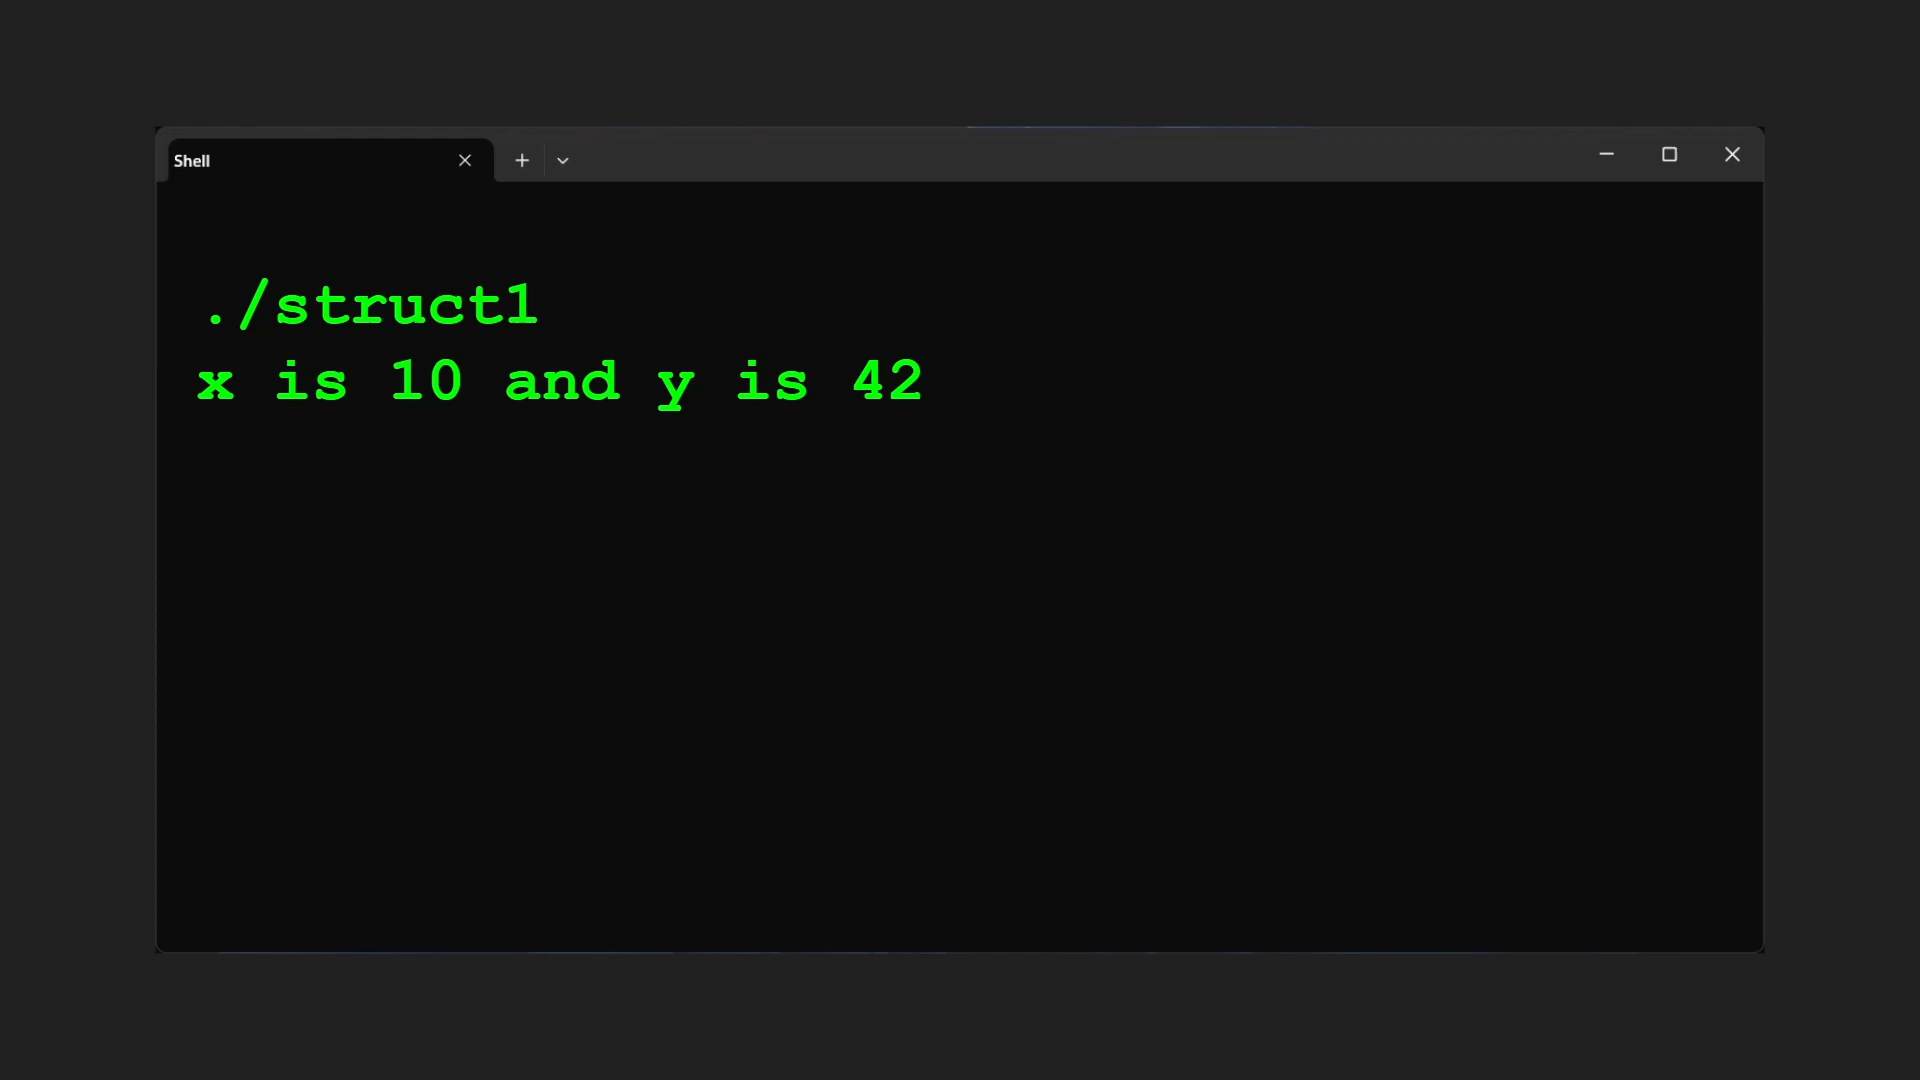 Shell
./struct1
x is 10 and y is 42